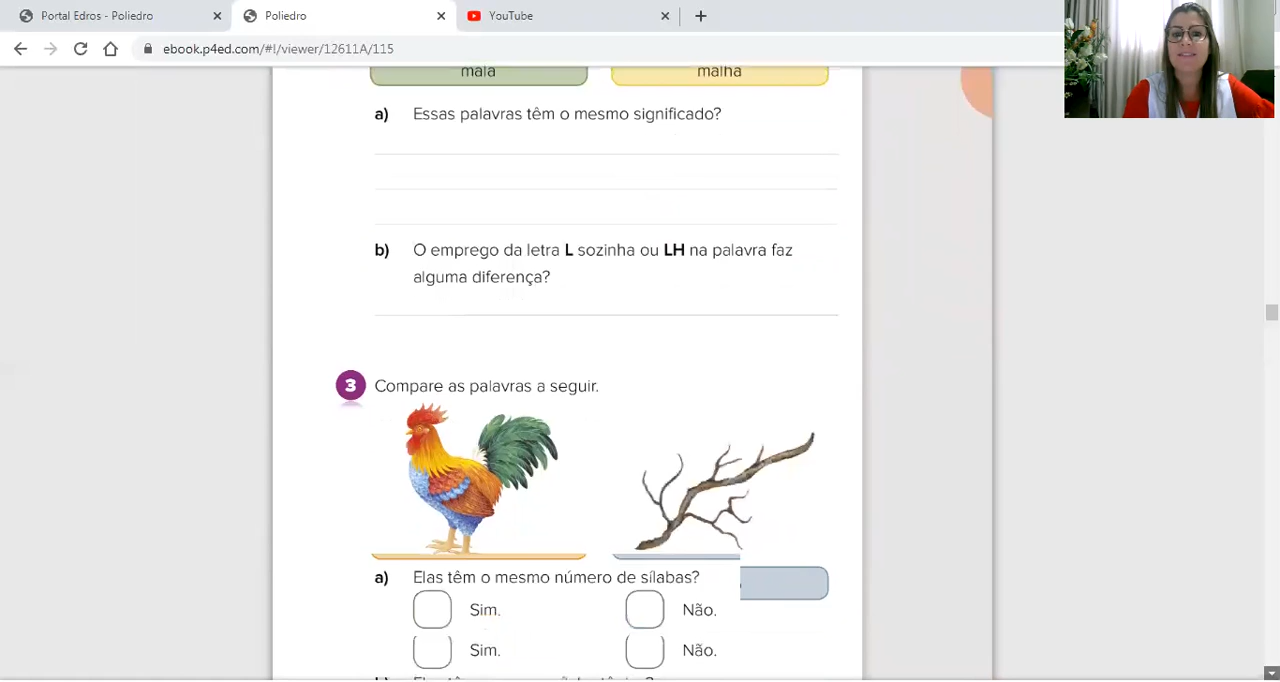 Portal Edros - Poliedro
Poliedro
YouTube
ebook.p4ed.com/#!/viewer/12611A/115
mala
malha
a) Essas palavras têm o mesmo significado?
b) O emprego da letra L sozinha ou LH na palavra faz
alguma diferença?
3 Compare as palavras a seguir.
a) Elas têm o mesmo número de sílabas?
Sim. Não.
Sim. Não.